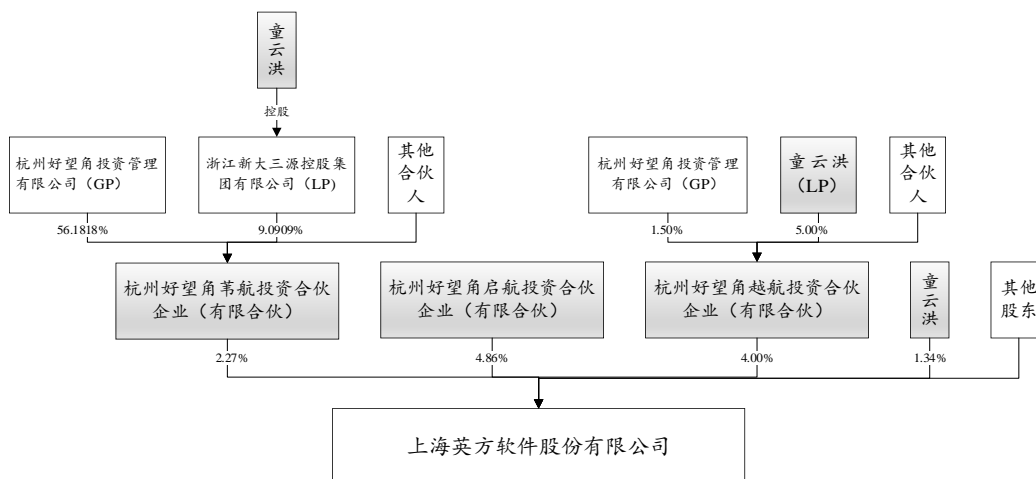 童
云
洪
控股
杭州好望角投资管理
有限公司（GP）
浙江新大三源控股集
团有限公司（LP)
其他
合伙
人
杭州好望角投资管理
有限公司（GP）
童云洪
（LP）
其他
合伙
人
56.1818%
9.0909%
1.50%
5.00%
杭州好望角苇航投资合伙
企业（有限合伙）
杭州好望角启航投资合伙
企业（有限合伙）
杭州好望角越航投资合伙
企业（有限合伙）
童
云
洪
其他
股东
2.27%
4.86%
4.00%
1.34%
上海英方软件股份有限公司